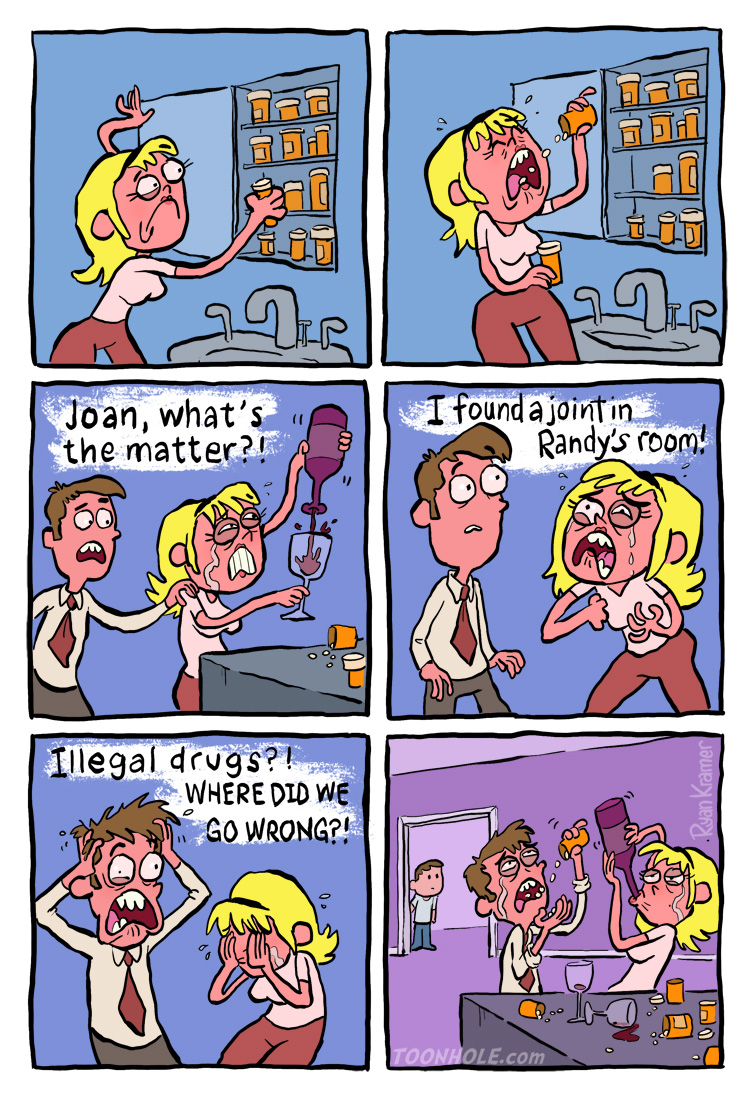 Joan, what's
the matter?!
I found a joint in
Randy's room!
Illegal drugs?!
WHERE DID WE
GO WRONG?!
Ryan Kramer
TOONHOLE.com